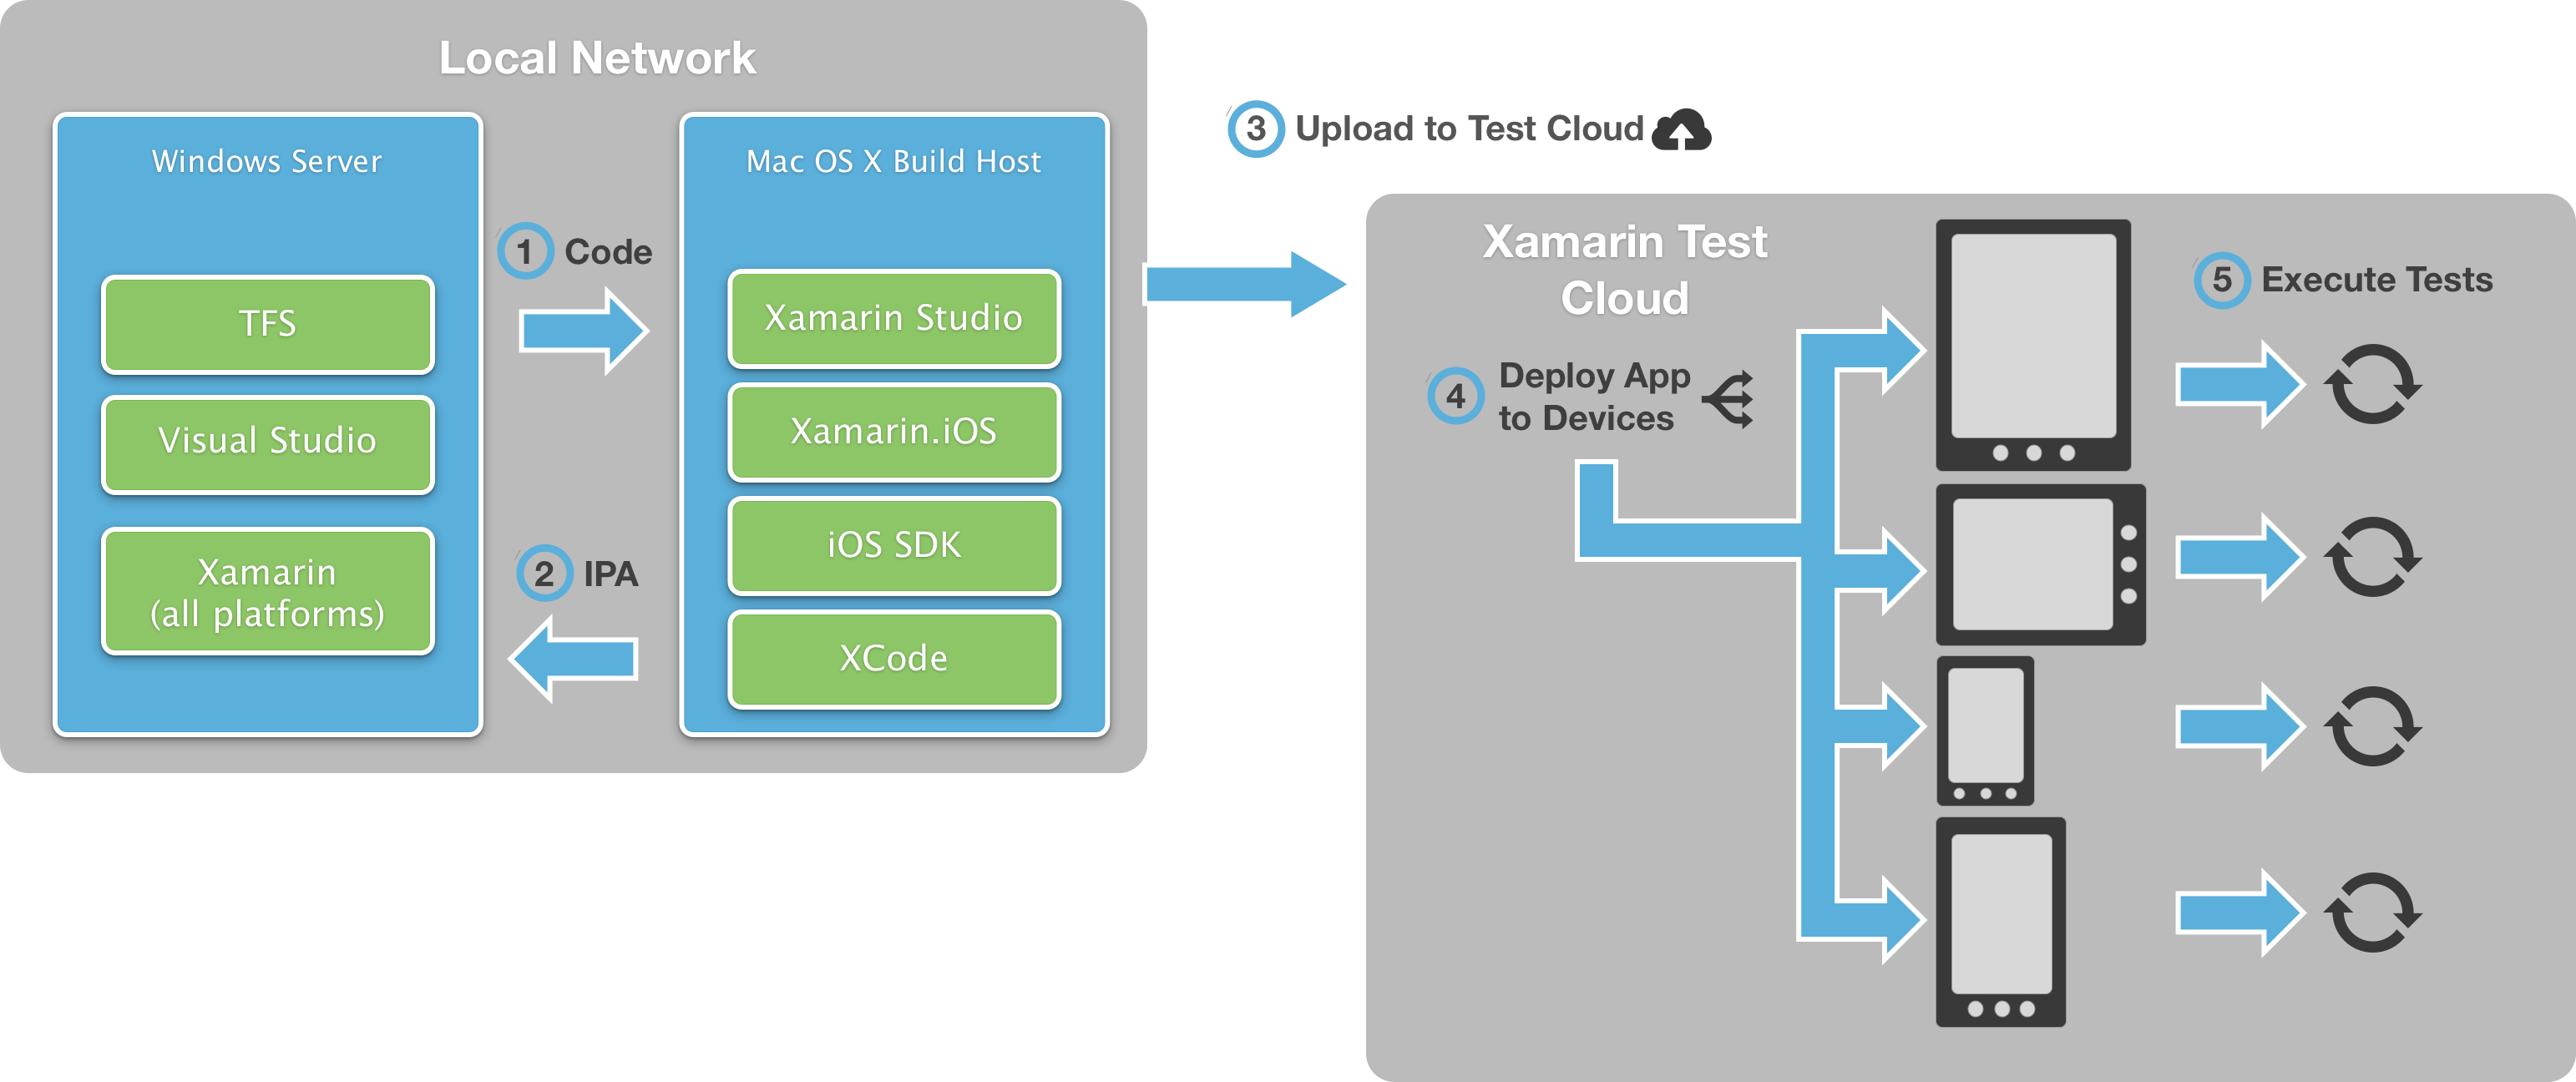 Local Network
Windows Server
TFS
Visual Studio
Xamarin
(all platforms)
1 Code
2 IPA
Mac OS X Build Host
Xamarin Studio
Xamarin.iOS
iOS SDK
XCode
3 Upload to Test Cloud
Xamarin Test
Cloud
4 Deploy App
to Devices
5 Execute Tests